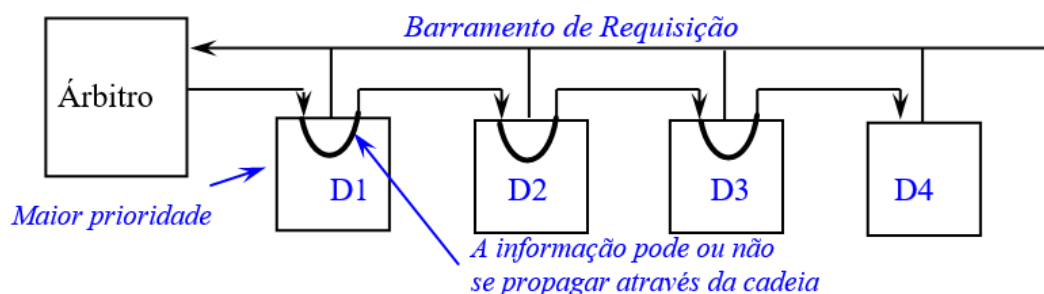 Barramento de Requisição
Árbitro
D1
D2
D3
D4
Maior prioridade
A informação pode ou não
se propagar através da cadeia